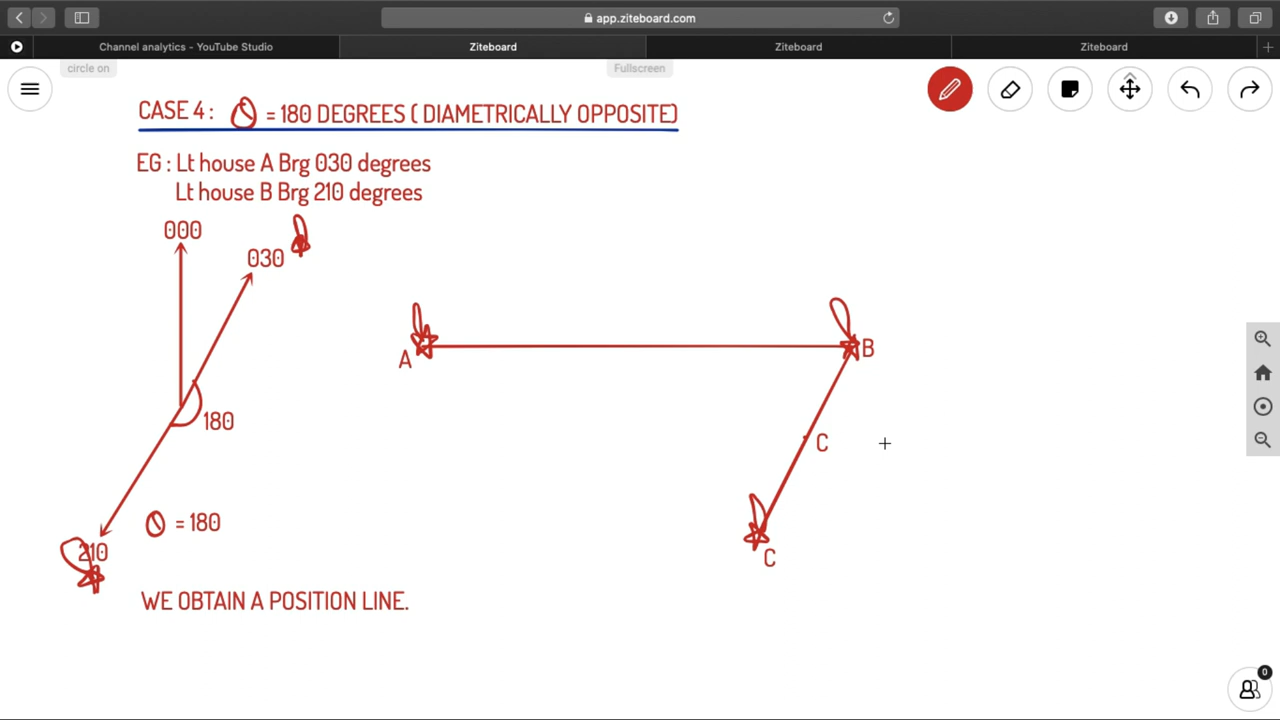 app.ziteboard.com
Channel analytics - YouTube Studio
Ziteboard
Ziteboard
Ziteboard
circle on
Fullscreen
CASE 4 : θ = 180 DEGREES ( DIAMETRICALLY OPPOSITE)
EG : Lt house A Brg 030 degrees
Lt house B Brg 210 degrees
000
030
A
B
180
C
θ = 180
210
C
WE OBTAIN A POSITION LINE.
0